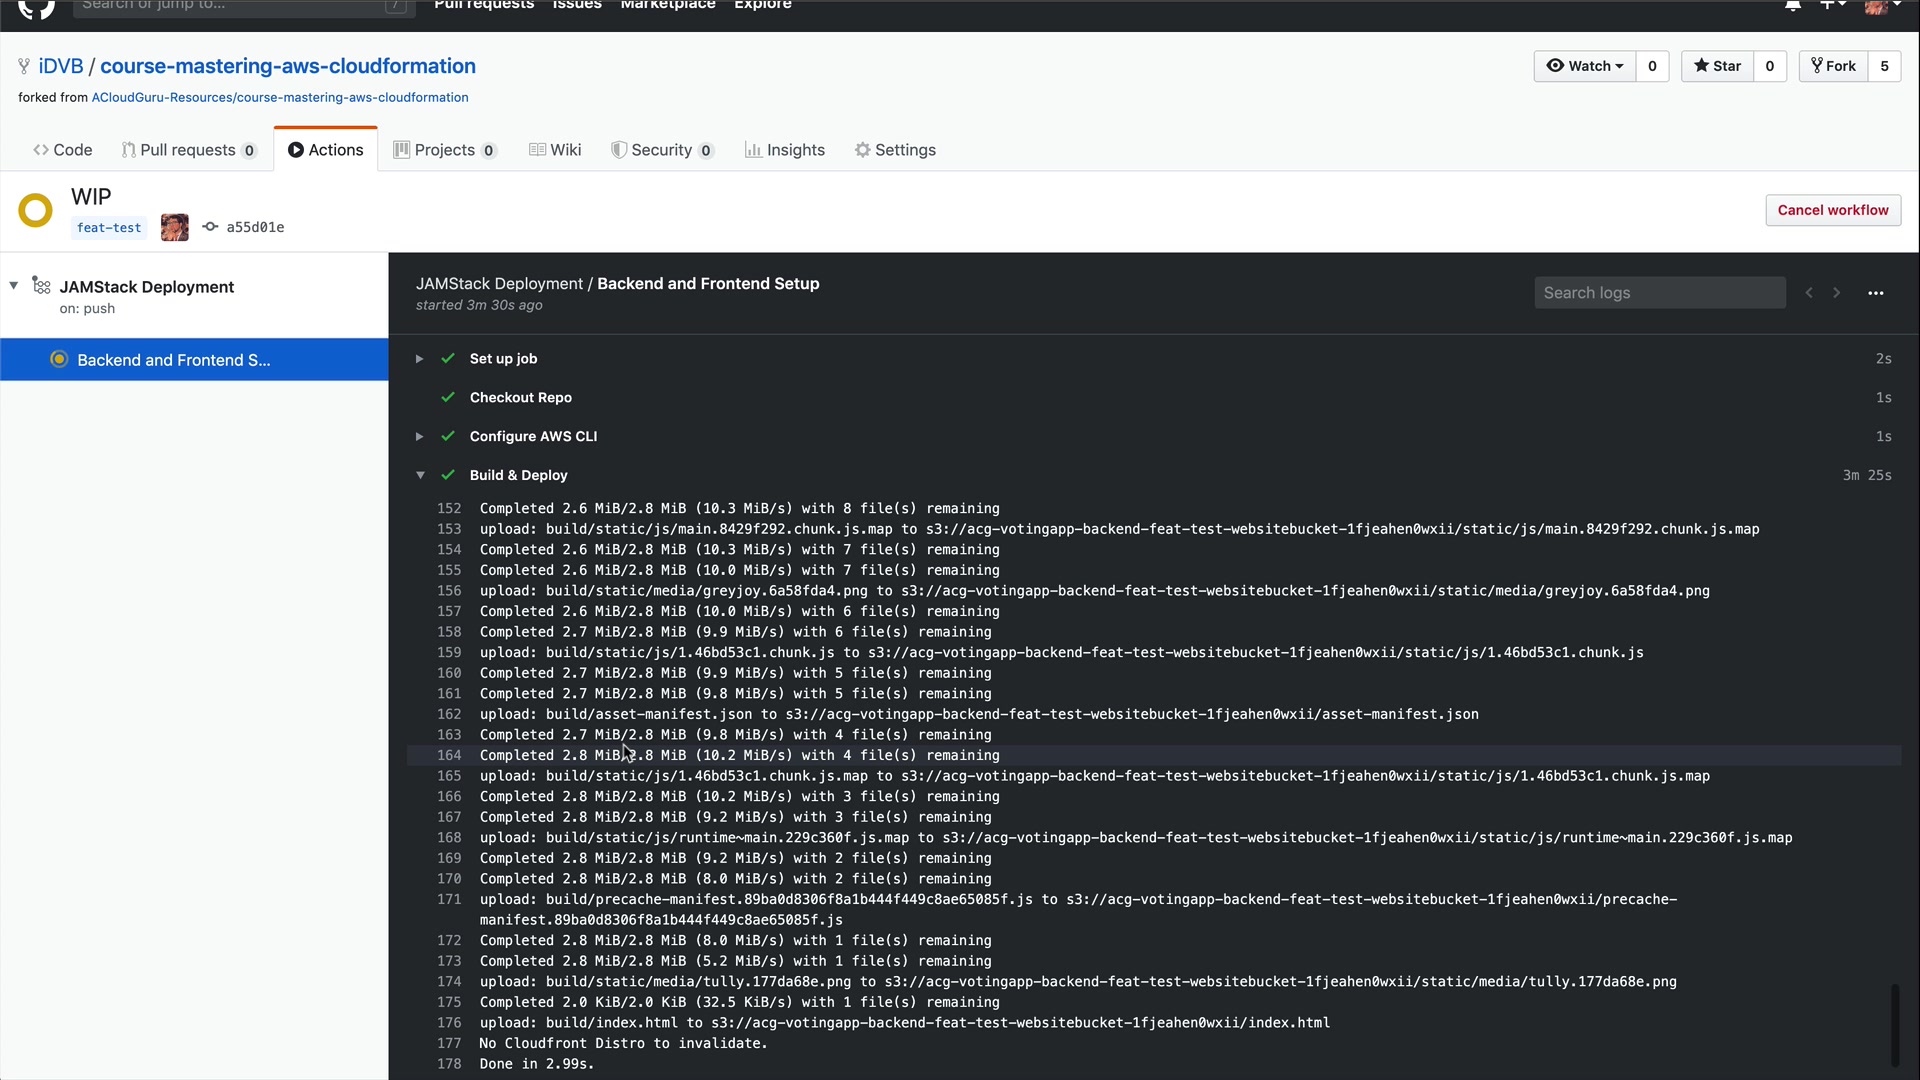 Search or jump to... /
Pull requests Issues Marketplace Explore
iDVB / course-mastering-aws-cloudformation
Watch 0 Star 0 Fork 5
forked from ACloudGuru-Resources/course-mastering-aws-cloudformation
Code Pull requests 0 Actions Projects 0 Wiki Security 0 Insights Settings
WIP
feat-test a55d01e
Cancel workflow
JAMStack Deployment
on: push
Backend and Frontend S...
JAMStack Deployment / Backend and Frontend Setup
started 3m 30s ago
Search logs
Set up job 2s
Checkout Repo 1s
Configure AWS CLI 1s
Build & Deploy 3m 25s
152 Completed 2.6 MiB/2.8 MiB (10.3 MiB/s) with 8 file(s) remaining
153 upload: build/static/js/main.8429f292.chunk.js.map to s3://acg-votingapp-backend-feat-test-websitebucket-1fjeahen0wxii/static/js/main.8429f292.chunk.js.map
154 Completed 2.6 MiB/2.8 MiB (10.3 MiB/s) with 7 file(s) remaining
155 Completed 2.6 MiB/2.8 MiB (10.0 MiB/s) with 7 file(s) remaining
156 upload: build/static/media/greyjoy.6a58fda4.png to s3://acg-votingapp-backend-feat-test-websitebucket-1fjeahen0wxii/static/media/greyjoy.6a58fda4.png
157 Completed 2.6 MiB/2.8 MiB (10.0 MiB/s) with 6 file(s) remaining
158 Completed 2.7 MiB/2.8 MiB (9.9 MiB/s) with 6 file(s) remaining
159 upload: build/static/js/1.46bd53c1.chunk.js to s3://acg-votingapp-backend-feat-test-websitebucket-1fjeahen0wxii/static/js/1.46bd53c1.chunk.js
160 Completed 2.7 MiB/2.8 MiB (9.9 MiB/s) with 5 file(s) remaining
161 Completed 2.7 MiB/2.8 MiB (9.8 MiB/s) with 5 file(s) remaining
162 upload: build/asset-manifest.json to s3://acg-votingapp-backend-feat-test-websitebucket-1fjeahen0wxii/asset-manifest.json
163 Completed 2.7 MiB/2.8 MiB (9.8 MiB/s) with 4 file(s) remaining
164 Completed 2.8 MiB/2.8 MiB (10.2 MiB/s) with 4 file(s) remaining
165 upload: build/static/js/1.46bd53c1.chunk.js.map to s3://acg-votingapp-backend-feat-test-websitebucket-1fjeahen0wxii/static/js/1.46bd53c1.chunk.js.map
166 Completed 2.8 MiB/2.8 MiB (10.2 MiB/s) with 3 file(s) remaining
167 Completed 2.8 MiB/2.8 MiB (9.2 MiB/s) with 3 file(s) remaining
168 upload: build/static/js/runtime~main.229c360f.js.map to s3://acg-votingapp-backend-feat-test-websitebucket-1fjeahen0wxii/static/js/runtime~main.229c360f.js.map
169 Completed 2.8 MiB/2.8 MiB (9.2 MiB/s) with 2 file(s) remaining
170 Completed 2.8 MiB/2.8 MiB (8.0 MiB/s) with 2 file(s) remaining
171 upload: build/precache-manifest.89ba0d8306f8a1b444f449c8ae65085f.js to s3://acg-votingapp-backend-feat-test-websitebucket-1fjeahen0wxii/precache-
manifest.89ba0d8306f8a1b444f449c8ae65085f.js
172 Completed 2.8 MiB/2.8 MiB (8.0 MiB/s) with 1 file(s) remaining
173 Completed 2.8 MiB/2.8 MiB (5.2 MiB/s) with 1 file(s) remaining
174 upload: build/static/media/tully.177da68e.png to s3://acg-votingapp-backend-feat-test-websitebucket-1fjeahen0wxii/static/media/tully.177da68e.png
175 Completed 2.0 KiB/2.0 KiB (32.5 KiB/s) with 1 file(s) remaining
176 upload: build/index.html to s3://acg-votingapp-backend-feat-test-websitebucket-1fjeahen0wxii/index.html
177 No Cloudfront Distro to invalidate.
178 Done in 2.99s.